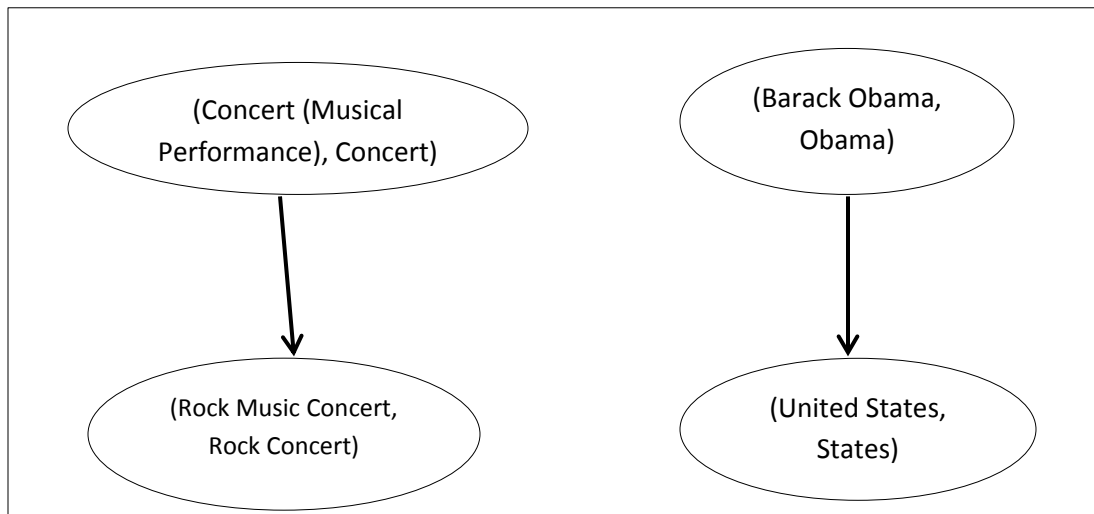 (Concert (Musical
Performance), Concert)
(Barack Obama,
Obama)
(Rock Music Concert,
Rock Concert)
(United States,
States)